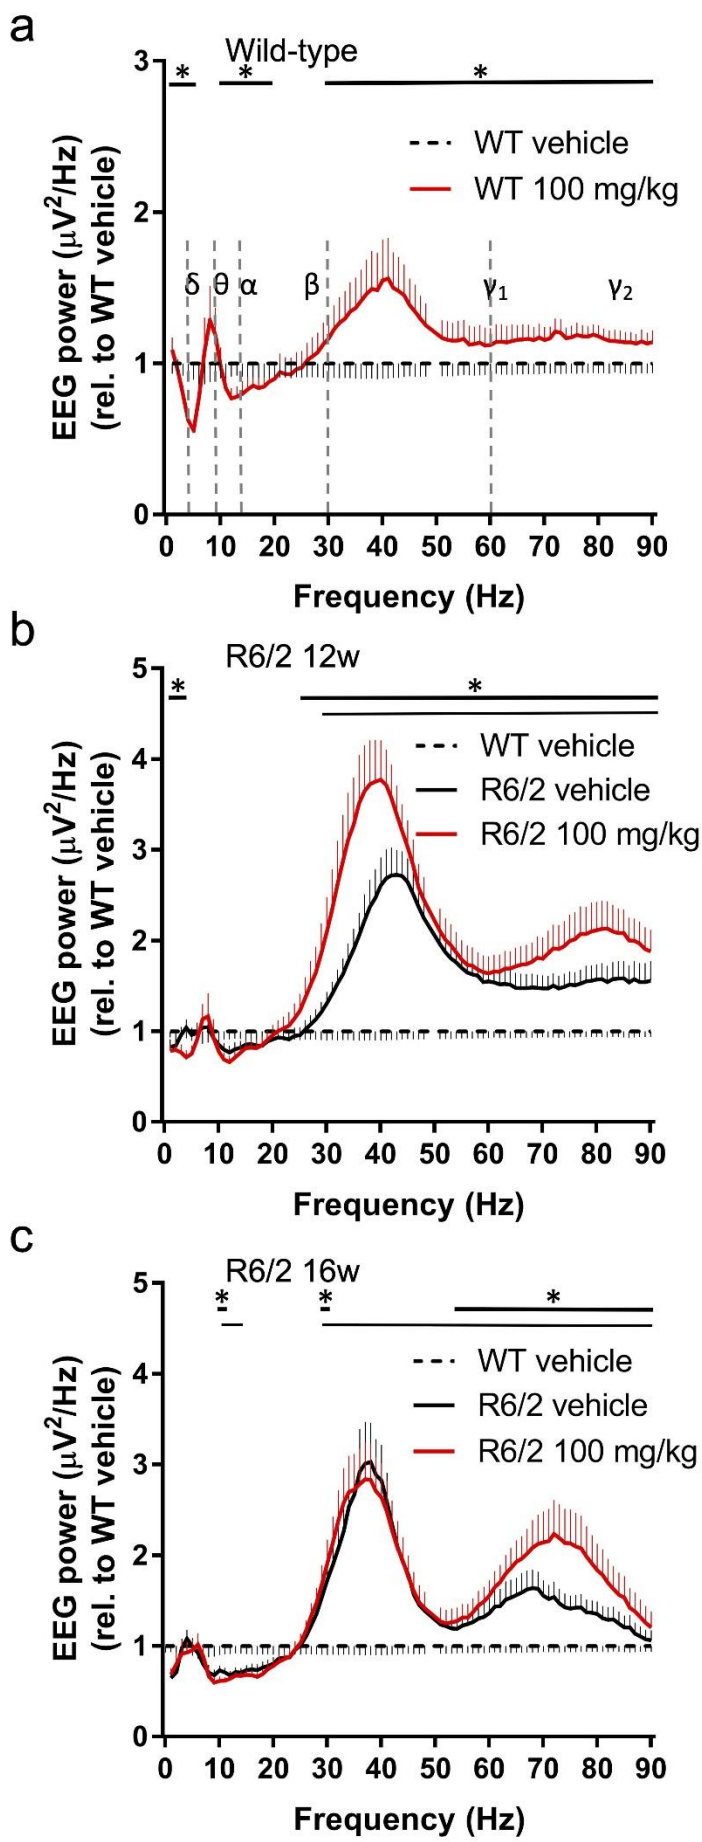 a
Wild-type
* * *
3
2
1
0
EEG power (μV²/Hz)
(rel. to WT vehicle)
WT vehicle
WT 100 mg/kg
δ θ α β γ₁ γ₂
0 10 20 30 40 50 60 70 80 90
Frequency (Hz)
b
R6/2 12w
* *
5
4
3
2
1
0
EEG power (μV²/Hz)
(rel. to WT vehicle)
WT vehicle
R6/2 vehicle
R6/2 100 mg/kg
0 10 20 30 40 50 60 70 80 90
Frequency (Hz)
c
R6/2 16w
* * *
5
4
3
2
1
0
EEG power (μV²/Hz)
(rel. to WT vehicle)
WT vehicle
R6/2 vehicle
R6/2 100 mg/kg
0 10 20 30 40 50 60 70 80 90
Frequency (Hz)